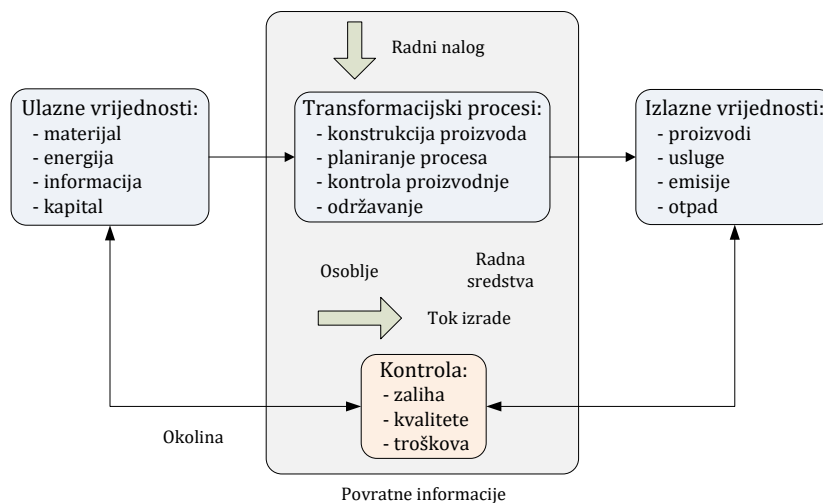 Radni nalog
Ulazne vrijednosti:
- materijal
- energija
- informacija
- kapital
Transformacijski procesi:
- konstrukcija proizvoda
- planiranje procesa
- kontrola proizvodnje
- održavanje
Izlazne vrijednosti:
- proizvodi
- usluge
- emisije
- otpad
Osoblje
Radna
sredstva
Tok izrade
Kontrola:
- zaliha
- kvalitete
- troškova
Okolina
Povratne informacije